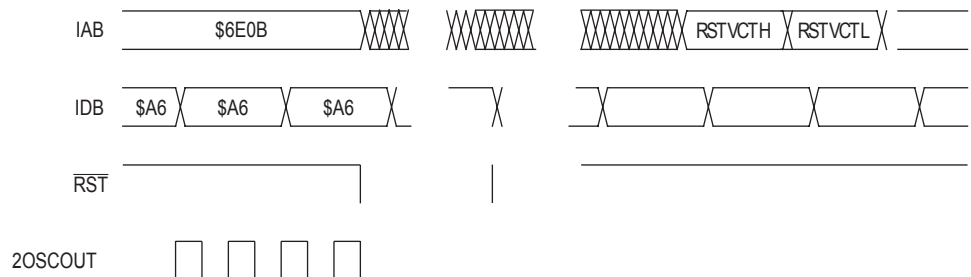 IAB $6E0B RSTVCTH RSTVCTL
IDB $A6 $A6 $A6
RST
2OSCOUT